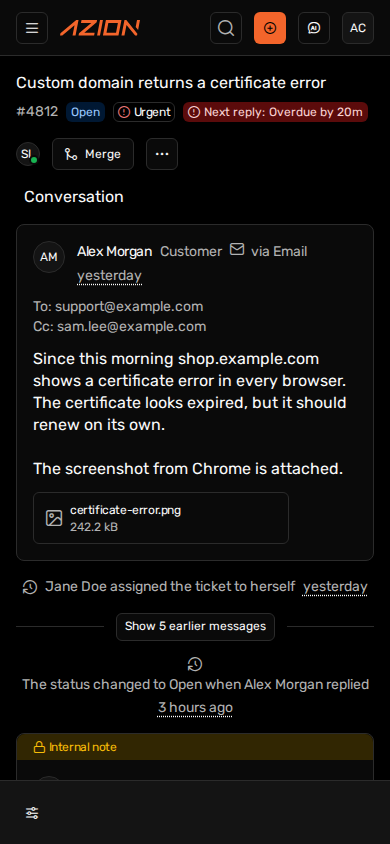 AZION
AI
AC
Custom domain returns a certificate error
#4812 Open Urgent Next reply: Overdue by 20m
SI Merge ...
Conversation
AM Alex Morgan Customer via Email
yesterday
To: support@example.com
Cc: sam.lee@example.com
Since this morning shop.example.com
shows a certificate error in every browser.
The certificate looks expired, but it should
renew on its own.
The screenshot from Chrome is attached.
certificate-error.png
242.2 kB
Jane Doe assigned the ticket to herself yesterday
Show 5 earlier messages
The status changed to Open when Alex Morgan replied
3 hours ago
Internal note